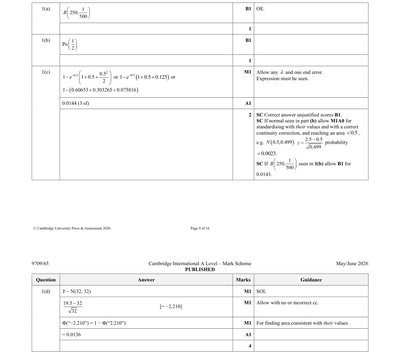 1(a) B(250, 1/500) B1 OE.
1
1(b) Po(1/2) B1
1
1(c) 1 – e^–0.5 (1 + 0.5 + 0.5²/2) or 1 – e^–0.5 (1 + 0.5 + 0.125) or M1 Allow any λ and one end error.
1 – (0.60653 + 0.303265 + 0.075816) Expression must be seen.
0.0144 (3 sf) A1
2 SC Correct answer unjustified scores B1.
SC If normal seen in part (b) allow M1A0 for
standardising with their values and with a correct
continuity correction, and reaching an area < 0.5,
e.g. N(0.5, 0.499) z = (2.5 – 0.5)/√0.499 probability
= 0.0023.
SC If B(250, 1/500) seen in 1(b) allow B1 for
0.0143.
© Cambridge University Press & Assessment 2026 Page 9 of 16
9709/65 Cambridge International A Level – Mark Scheme May/June 2026
PUBLISHED
Question Answer Marks Guidance
1(d) Y ~ N(32, 32) M1 SOI
(19.5 – 32)/√32 [= –2.210] M1 Allow with no or incorrect cc.
Φ("–2.210") = 1 – Φ("2.210") M1 For finding area consistent with their values.
= 0.0136 A1
4